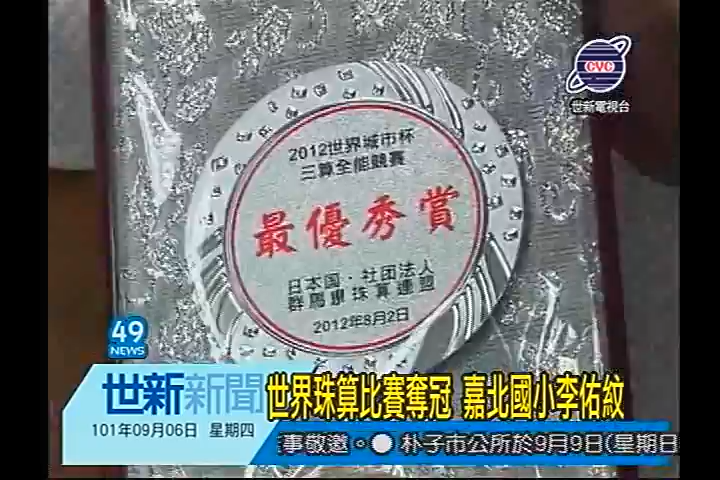 CVC
世新電視台
2012世界城市杯
三算全能競賽
最優秀賞
日本国·社团法人
群馬県珠算連盟
2012年8月2日
49
NEWS
世新新聞
世界珠算比賽奪冠 嘉北國小李佑紋
101年09月06日 星期四
事敬邀。● 朴子市公所於9月9日(星期日